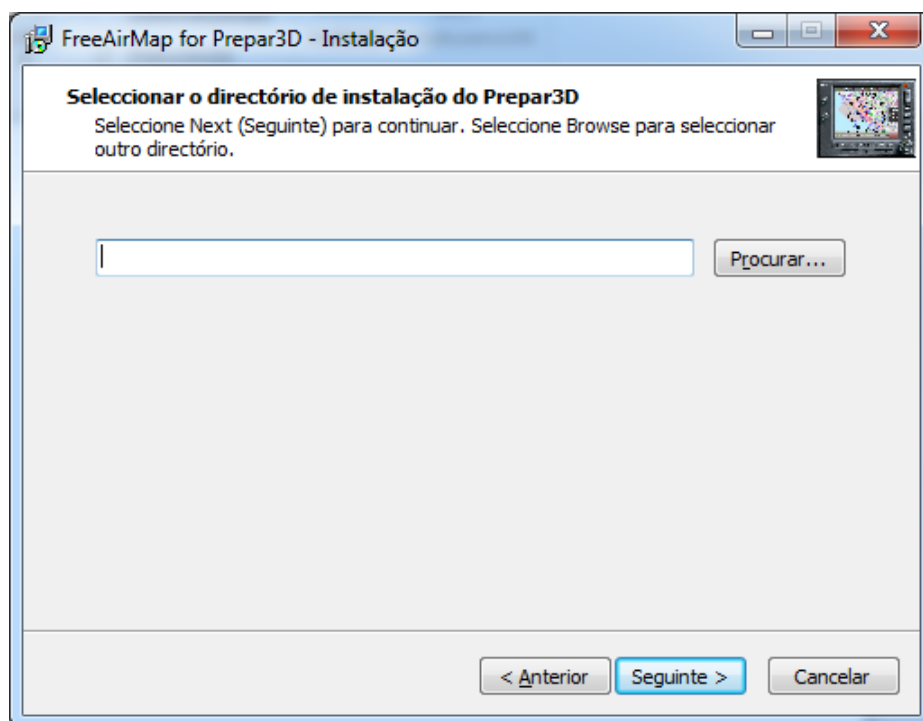 FreeAirMap for Prepar3D - Instalação
Seleccionar o directório de instalação do Prepar3D
Seleccione Next (Seguinte) para continuar. Seleccione Browse para seleccionar
outro directório.
Procurar...
< Anterior
Seguinte >
Cancelar